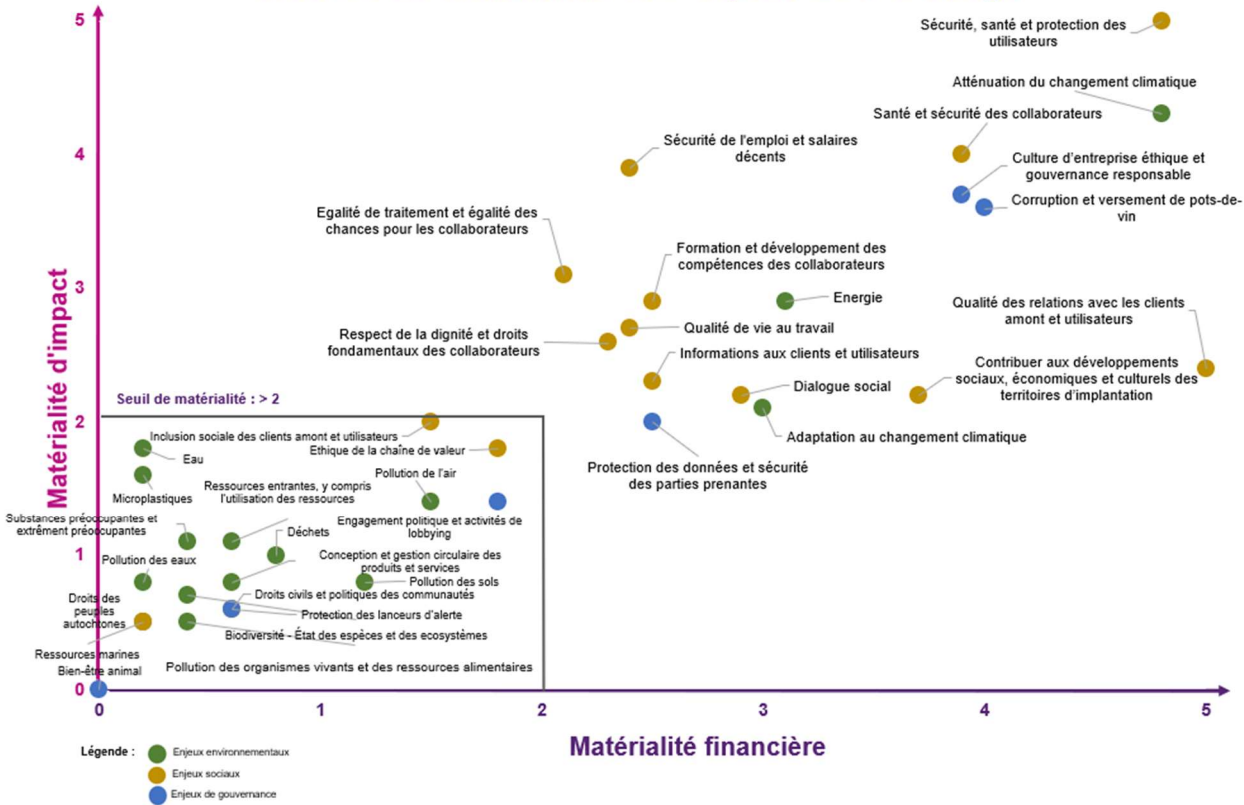 5
Sécurité, santé et protection des
utilisateurs
Atténuation du changement climatique
Santé et sécurité des collaborateurs
4
Sécurité de l'emploi et salaires
décents
Culture d'entreprise éthique et
gouvernance responsable
Corruption et versement de pots-de-
vin
Egalité de traitement et égalité des
chances pour les collaborateurs
Formation et développement des
compétences des collaborateurs
3
Energie
Qualité des relations avec les clients
amont et utilisateurs
Respect de la dignité et droits
fondamentaux des collaborateurs
Qualité de vie au travail
Informations aux clients et utilisateurs
Dialogue social
Contribuer aux développements
sociaux, économiques et culturels des
territoires d'implantation
Adaptation au changement climatique
Protection des données et sécurité
des parties prenantes
Matérialité d'impact
Seuil de matérialité : > 2
2
Inclusion sociale des clients amont et utilisateurs
Ethique de la chaîne de valeur
Eau
Pollution de l'air
Microplastiques
Ressources entrantes, y compris
l'utilisation des ressources
Substances préoccupantes et
extrêment préoccupantes
Engagement politique et activités de
lobbying
Déchets
1
Pollution des eaux
Conception et gestion circulaire des
produits et services
Pollution des sols
Droits civils et politiques des communautés
Droits des
peuples
autochtones
Protection des lanceurs d'alerte
Biodiversité - État des espèces et des ecosystèmes
Ressources marines
Bien-être animal
Pollution des organismes vivants et des ressources alimentaires
0
0 1 2 3 4 5
Matérialité financière
Légende :
Enjeux environnementaux
Enjeux sociaux
Enjeux de gouvernance